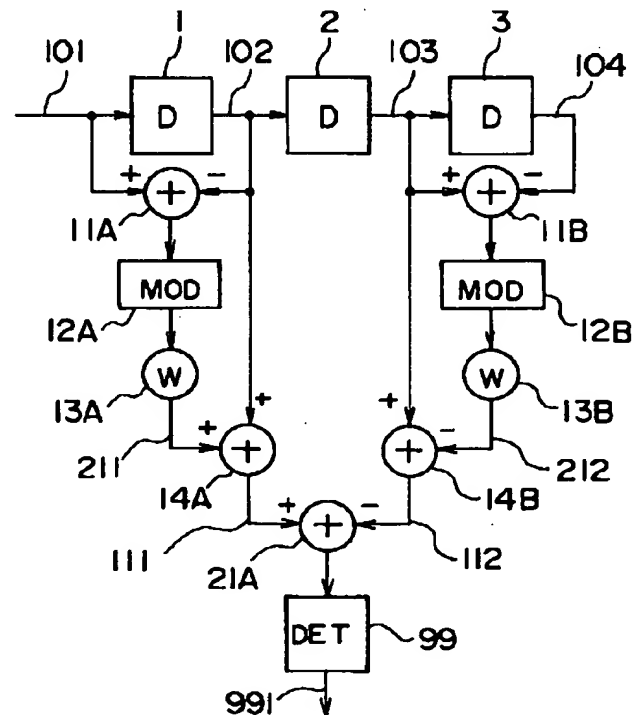 1 2 3
101 102 103 104
D D D
+ − + −
+ +
11A 11B
MOD MOD
12A 12B
W W
13A 13B
+ + + −
+ +
211 14A 14B 212
+ −
+
111 21A 112
DET 99
991